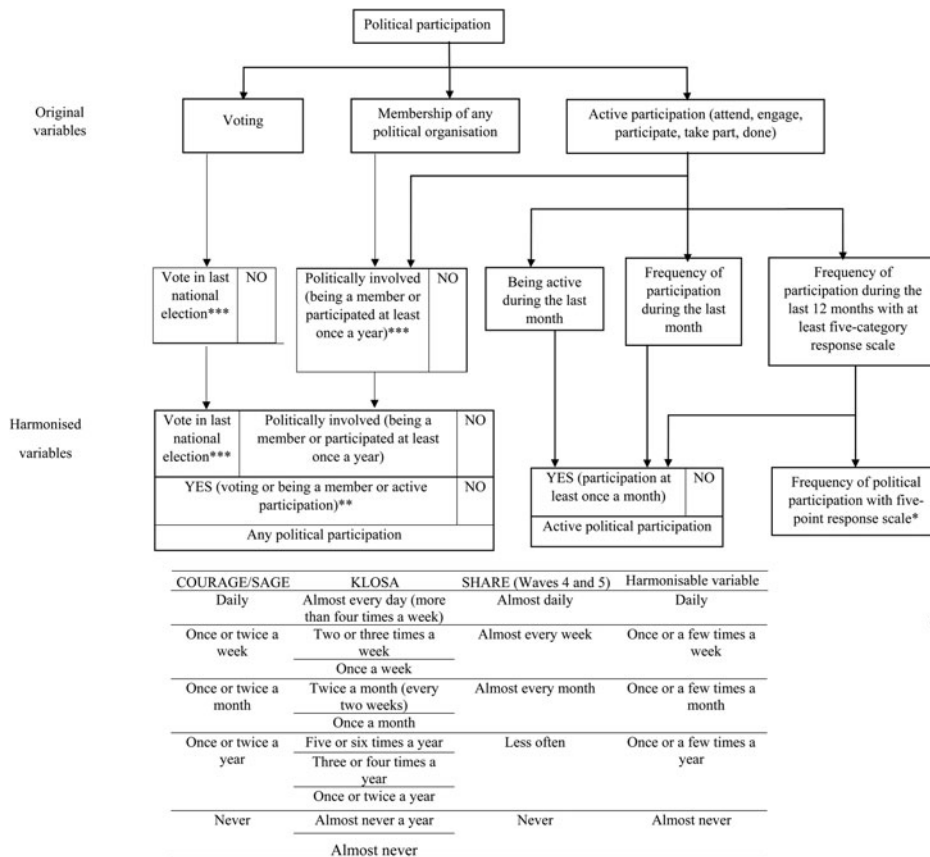 Political participation
Original
variables
Voting
Membership of any
political organisation
Active participation (attend, engage,
participate, take part, done)
Vote in last
national
election***
NO
Politically involved
(being a member or
participated at least
once a year)***
NO
Being active
during the last
month
Frequency of
participation
during the last
month
Frequency of
participation during the
last 12 months with at
least five-category
response scale
Harmonised
variables
Vote in last
national
election***
Politically involved (being a
a member or participated at least
once a year)
NO
YES (voting or being a member or active
participation)**
NO
Any political participation
YES (participation at
least once a month)
NO
Active political participation
Frequency of political
participation with five-
point response scale*
COURAGE/SAGE KLOSA SHARE (Waves 4 and 5) Harmonisable variable
Daily Almost every day (more Almost daily Daily
than four times a week)
Once or twice a Two or three times a Almost every week Once or a few times a
week week week
Once a week
Once or twice a Twice a month (every Almost every month Once or a few times a
month two weeks) month
Once a month
Once or twice a Five or six times a year Less often Once or a few times a
year Three or four times a year
year
Once or twice a year
Never Almost never a year Never Almost never
Almost never